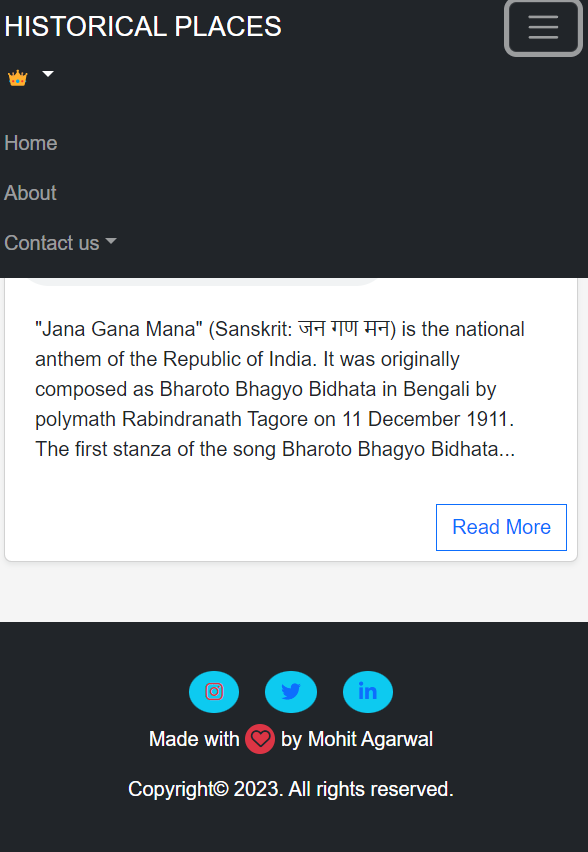 HISTORICAL PLACES
Home
About
Contact us
"Jana Gana Mana" (Sanskrit: जन गण मन) is the national
anthem of the Republic of India. It was originally
composed as Bharoto Bhagyo Bidhata in Bengali by
polymath Rabindranath Tagore on 11 December 1911.
The first stanza of the song Bharoto Bhagyo Bidhata...
Read More
Made with by Mohit Agarwal
Copyright© 2023. All rights reserved.